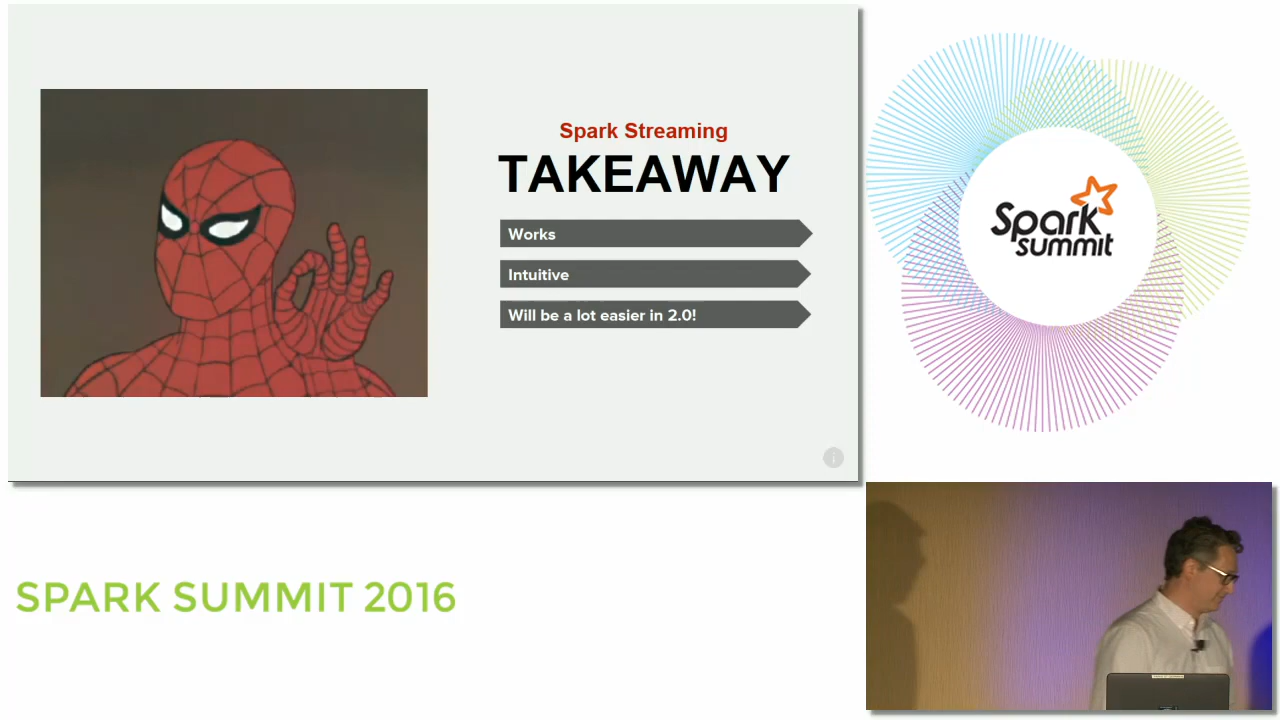 Spark Streaming
TAKEAWAY
Works
Intuitive
Will be a lot easier in 2.0!
i
Spark
summit
SPARK SUMMIT 2016